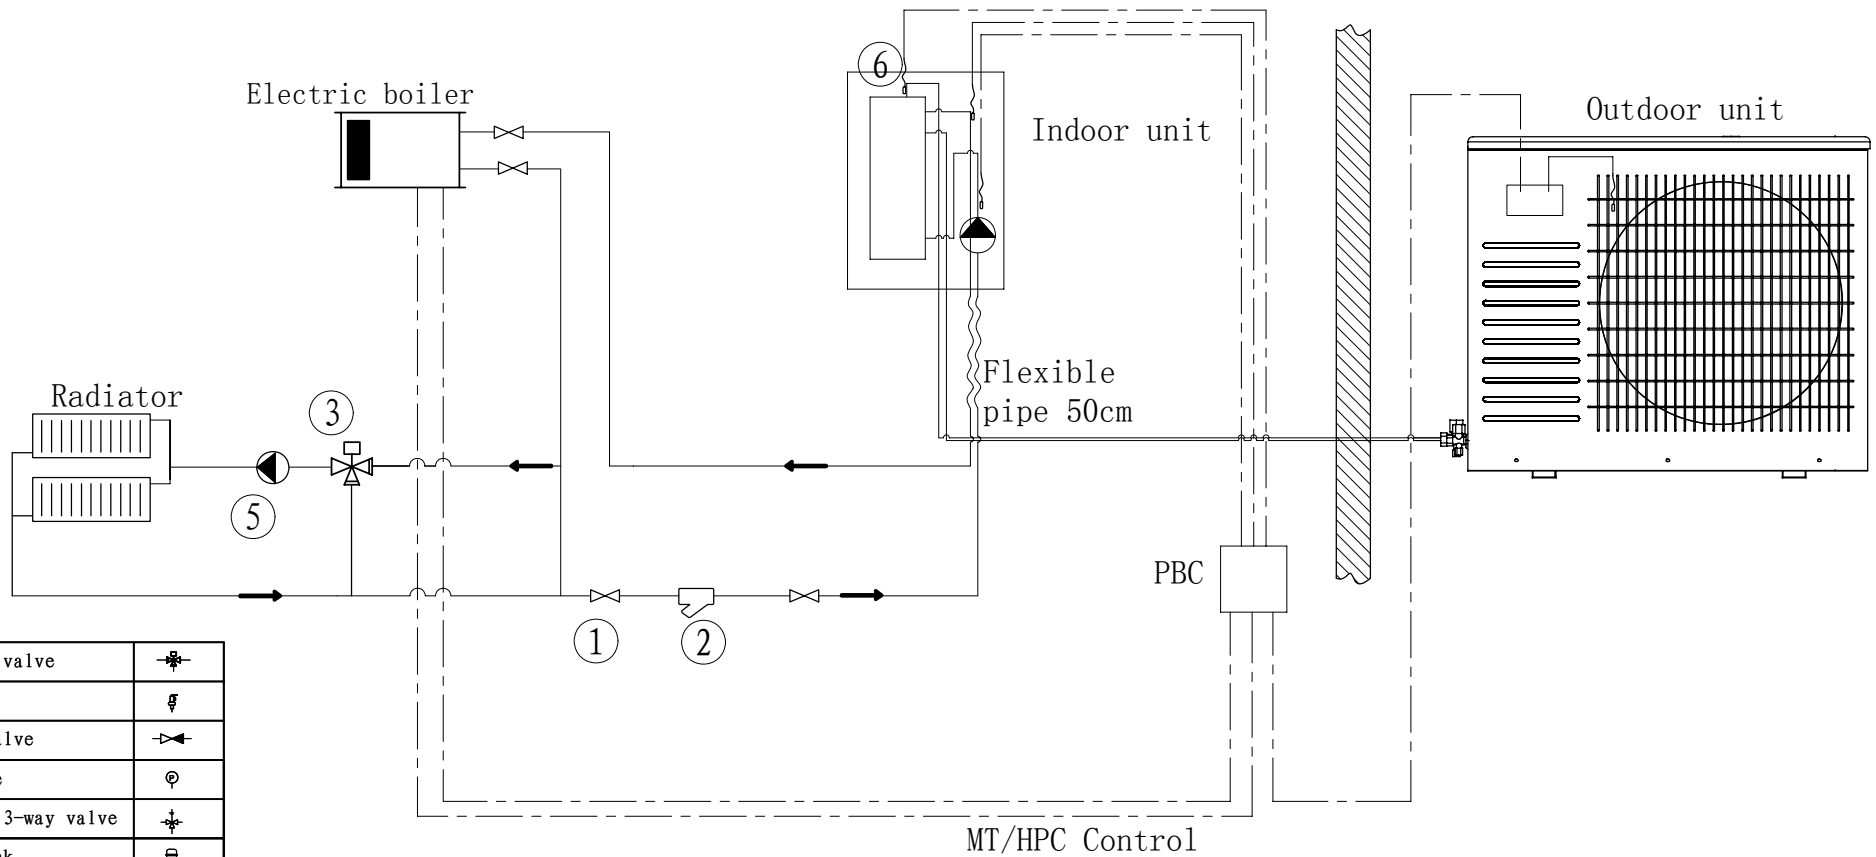 6
Electric boiler
Outdoor unit
Indoor unit
Flexible
pipe 50cm
Radiator
3
5
PBC
1
2
valve
P
3-way valve
MT/HPC Control